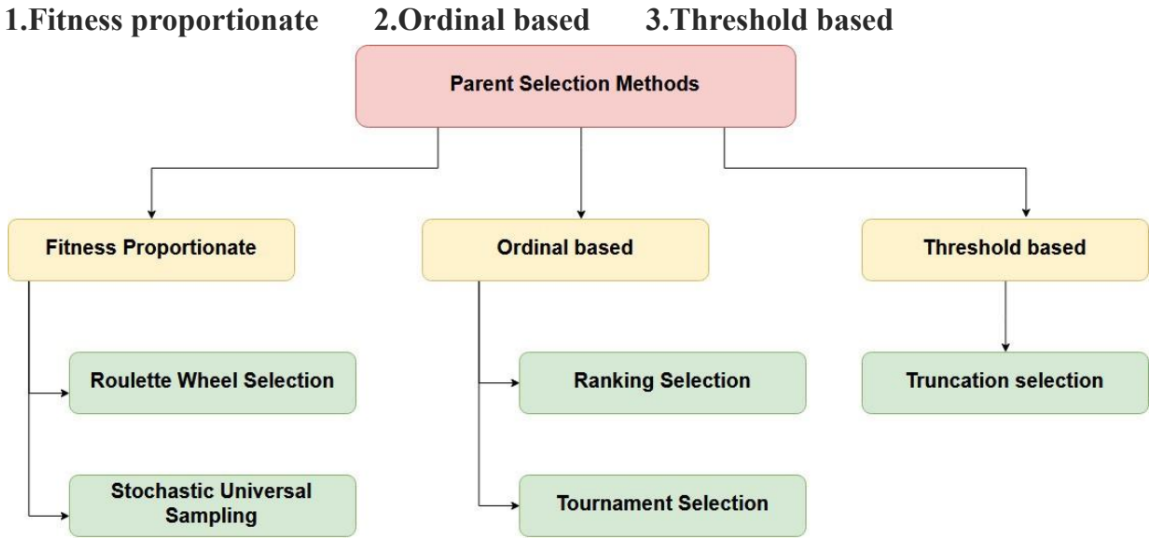 1.Fitness proportionate 2.Ordinal based 3.Threshold based
Parent Selection Methods
Fitness Proportionate
Ordinal based
Threshold based
Roulette Wheel Selection
Ranking Selection
Truncation selection
Stochastic Universal
Sampling
Tournament Selection